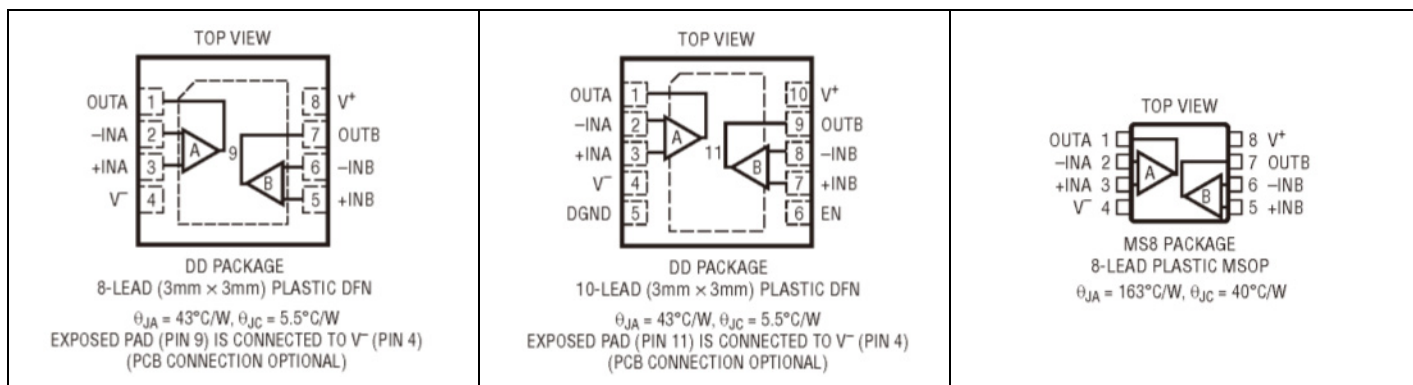 TOP VIEW
OUTA 1
–INA 2
+INA 3
V⁻ 4
8 V⁺
7 OUTB
6 –INB
5 +INB
A
9
B
DD PACKAGE
8-LEAD (3mm × 3mm) PLASTIC DFN
θJA = 43°C/W, θJC = 5.5°C/W
EXPOSED PAD (PIN 9) IS CONNECTED TO V⁻ (PIN 4)
(PCB CONNECTION OPTIONAL)
TOP VIEW
OUTA 1
–INA 2
+INA 3
V⁻ 4
DGND 5
10 V⁺
9 OUTB
8 –INB
7 +INB
6 EN
A
11
B
DD PACKAGE
10-LEAD (3mm × 3mm) PLASTIC DFN
θJA = 43°C/W, θJC = 5.5°C/W
EXPOSED PAD (PIN 11) IS CONNECTED TO V⁻ (PIN 4)
(PCB CONNECTION OPTIONAL)
TOP VIEW
OUTA 1
–INA 2
+INA 3
V⁻ 4
8 V⁺
7 OUTB
6 –INB
5 +INB
A
B
MS8 PACKAGE
8-LEAD PLASTIC MSOP
θJA = 163°C/W, θJC = 40°C/W